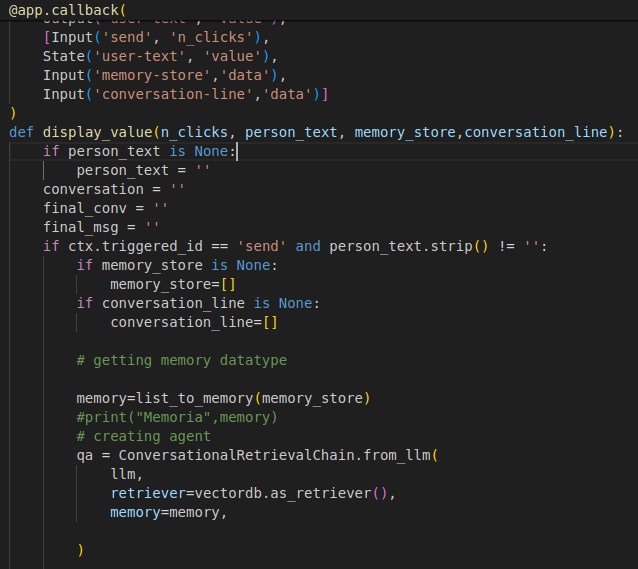 @app.callback(
Output('user-text', 'value'),
[Input('send', 'n_clicks'),
State('user-text', 'value'),
Input('memory-store','data'),
Input('conversation-line','data')]
)
def display_value(n_clicks, person_text, memory_store,conversation_line):
if person_text is None:
person_text = ''
conversation = ''
final_conv = ''
final_msg = ''
if ctx.triggered_id == 'send' and person_text.strip() != '':
if memory_store is None:
memory_store=[]
if conversation_line is None:
conversation_line=[]
# getting memory datatype
memory=list_to_memory(memory_store)
#print("Memoria",memory)
# creating agent
qa = ConversationalRetrievalChain.from_llm(
llm,
retriever=vectordb.as_retriever(),
memory=memory,
)